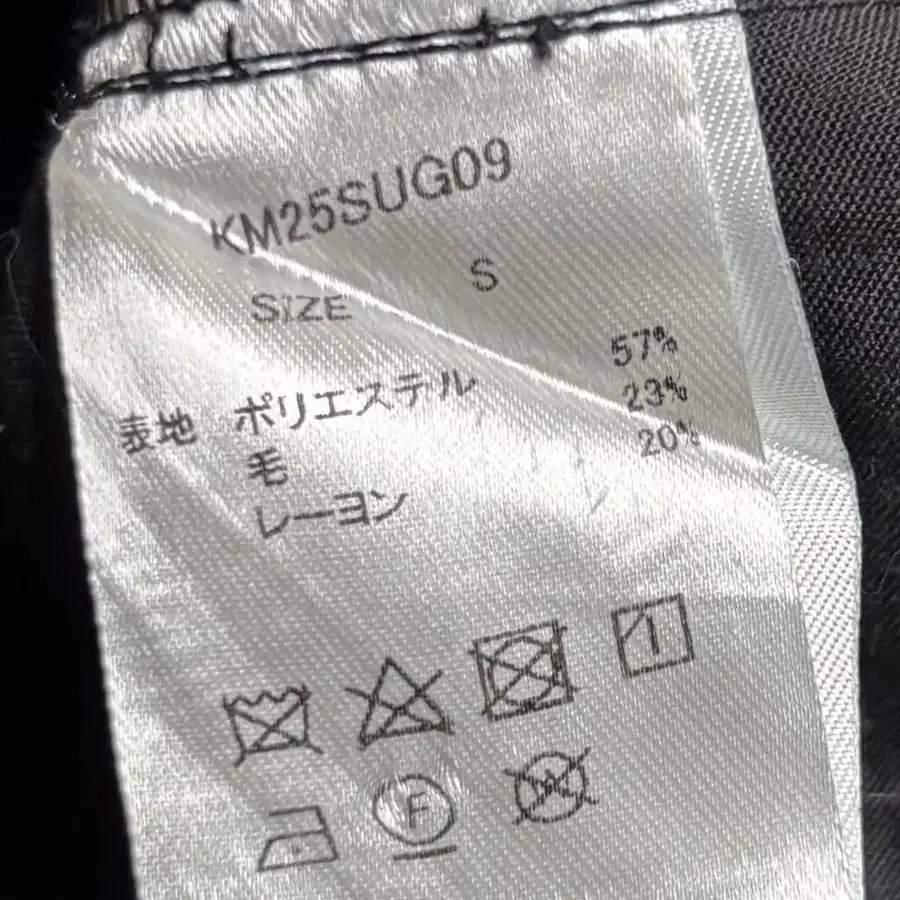 KM25SUG09
SIZE S
表地 ポリエステル 57%
毛 23%
レーヨン 20%
F